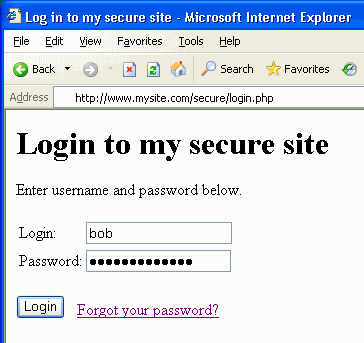 Log in to my secure site - Microsoft Internet Explorer
File Edit View Favorites Tools Help
Back Search Favorites
Address http://www.mysite.com/secure/login.php
Login to my secure site
Enter username and password below.
Login: bob
Password: •••••••••••••
Login Forgot your password?